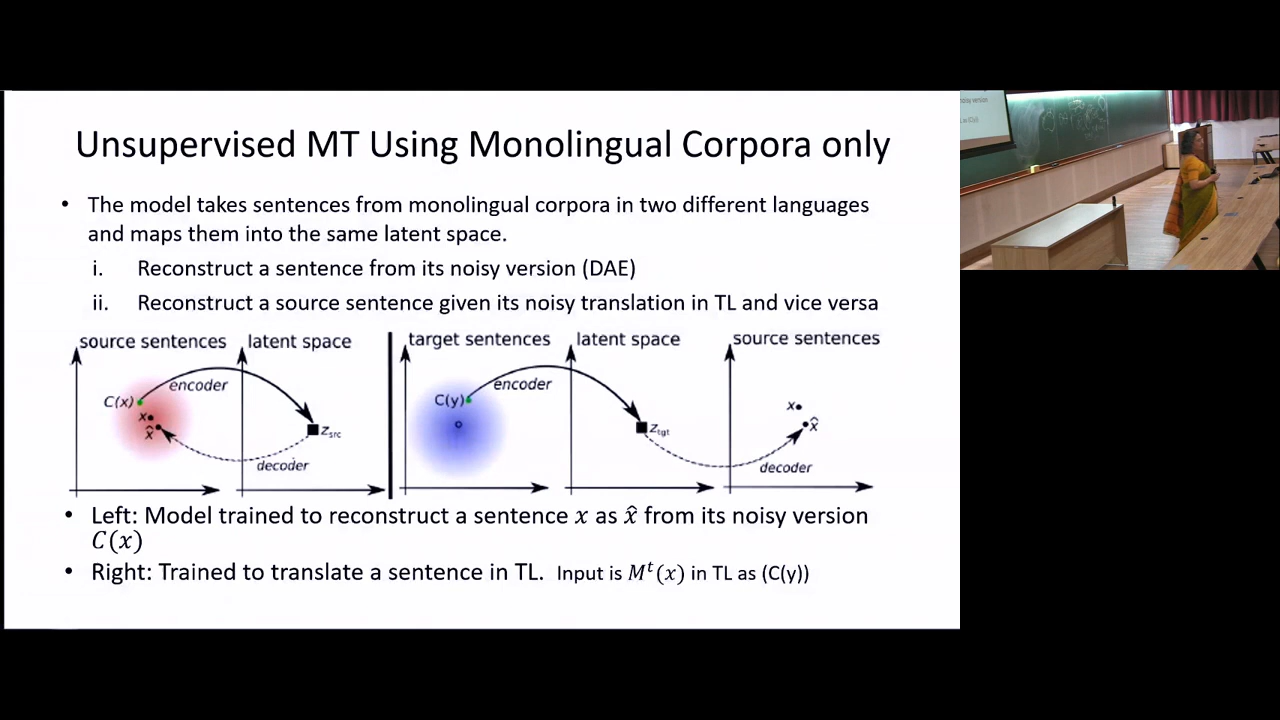 Unsupervised MT Using Monolingual Corpora only
• The model takes sentences from monolingual corpora in two different languages
and maps them into the same latent space.
i. Reconstruct a sentence from its noisy version (DAE)
ii. Reconstruct a source sentence given its noisy translation in TL and vice versa
source sentences latent space
C(x)
encoder
x
x̂
z_src
decoder
target sentences latent space source sentences
C(y)
encoder
z_tgt
x
x̂
decoder
• Left: Model trained to reconstruct a sentence x as x̂ from its noisy version
C(x)
• Right: Trained to translate a sentence in TL. Input is Mᵗ(x) in TL as (C(y))